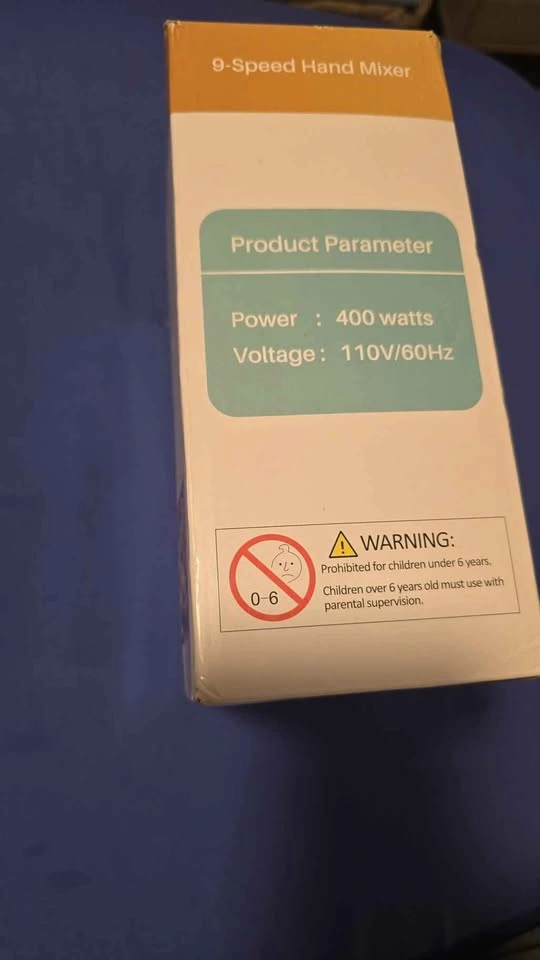 9-Speed Hand Mixer
Product Parameter
Power : 400 watts
Voltage : 110V/60Hz
WARNING:
Prohibited for children under 6 years.
0-6
Children over 6 years old must use with
parental supervision.